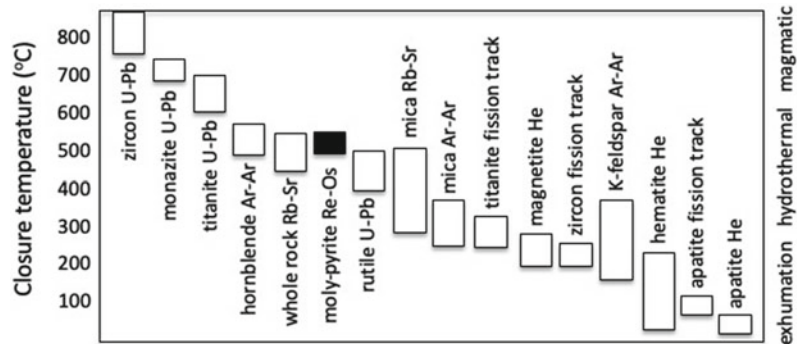 Closure temperature (°C)
800
700
600
500
400
300
200
100
zircon U-Pb
monazite U-Pb
titanite U-Pb
hornblende Ar-Ar
whole rock Rb-Sr
moly-pyrite Re-Os
rutile U-Pb
mica Rb-Sr
mica Ar-Ar
titanite fission track
magnetite He
zircon fission track
K-feldspar Ar-Ar
hematite He
apatite fission track
apatite He
exhumation hydrothermal magmatic